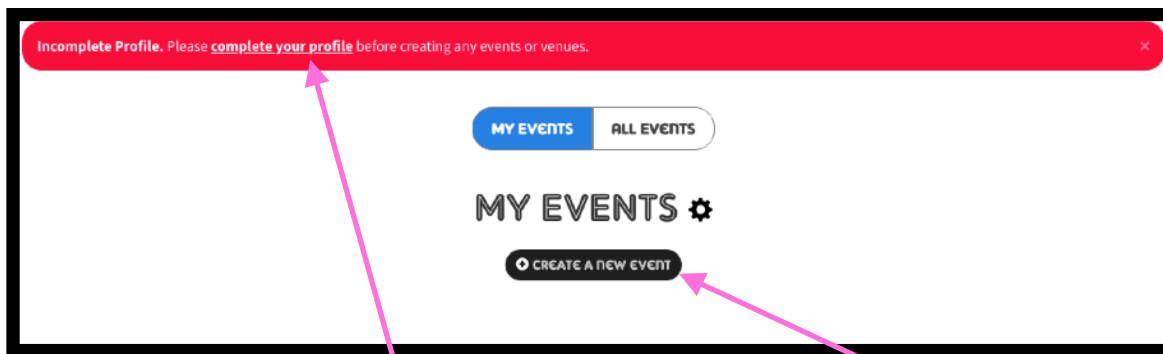 Incomplete Profile. Please complete your profile before creating any events or venues. ×
MY EVENTS ALL EVENTS
MY EVENTS
CREATE A NEW EVENT